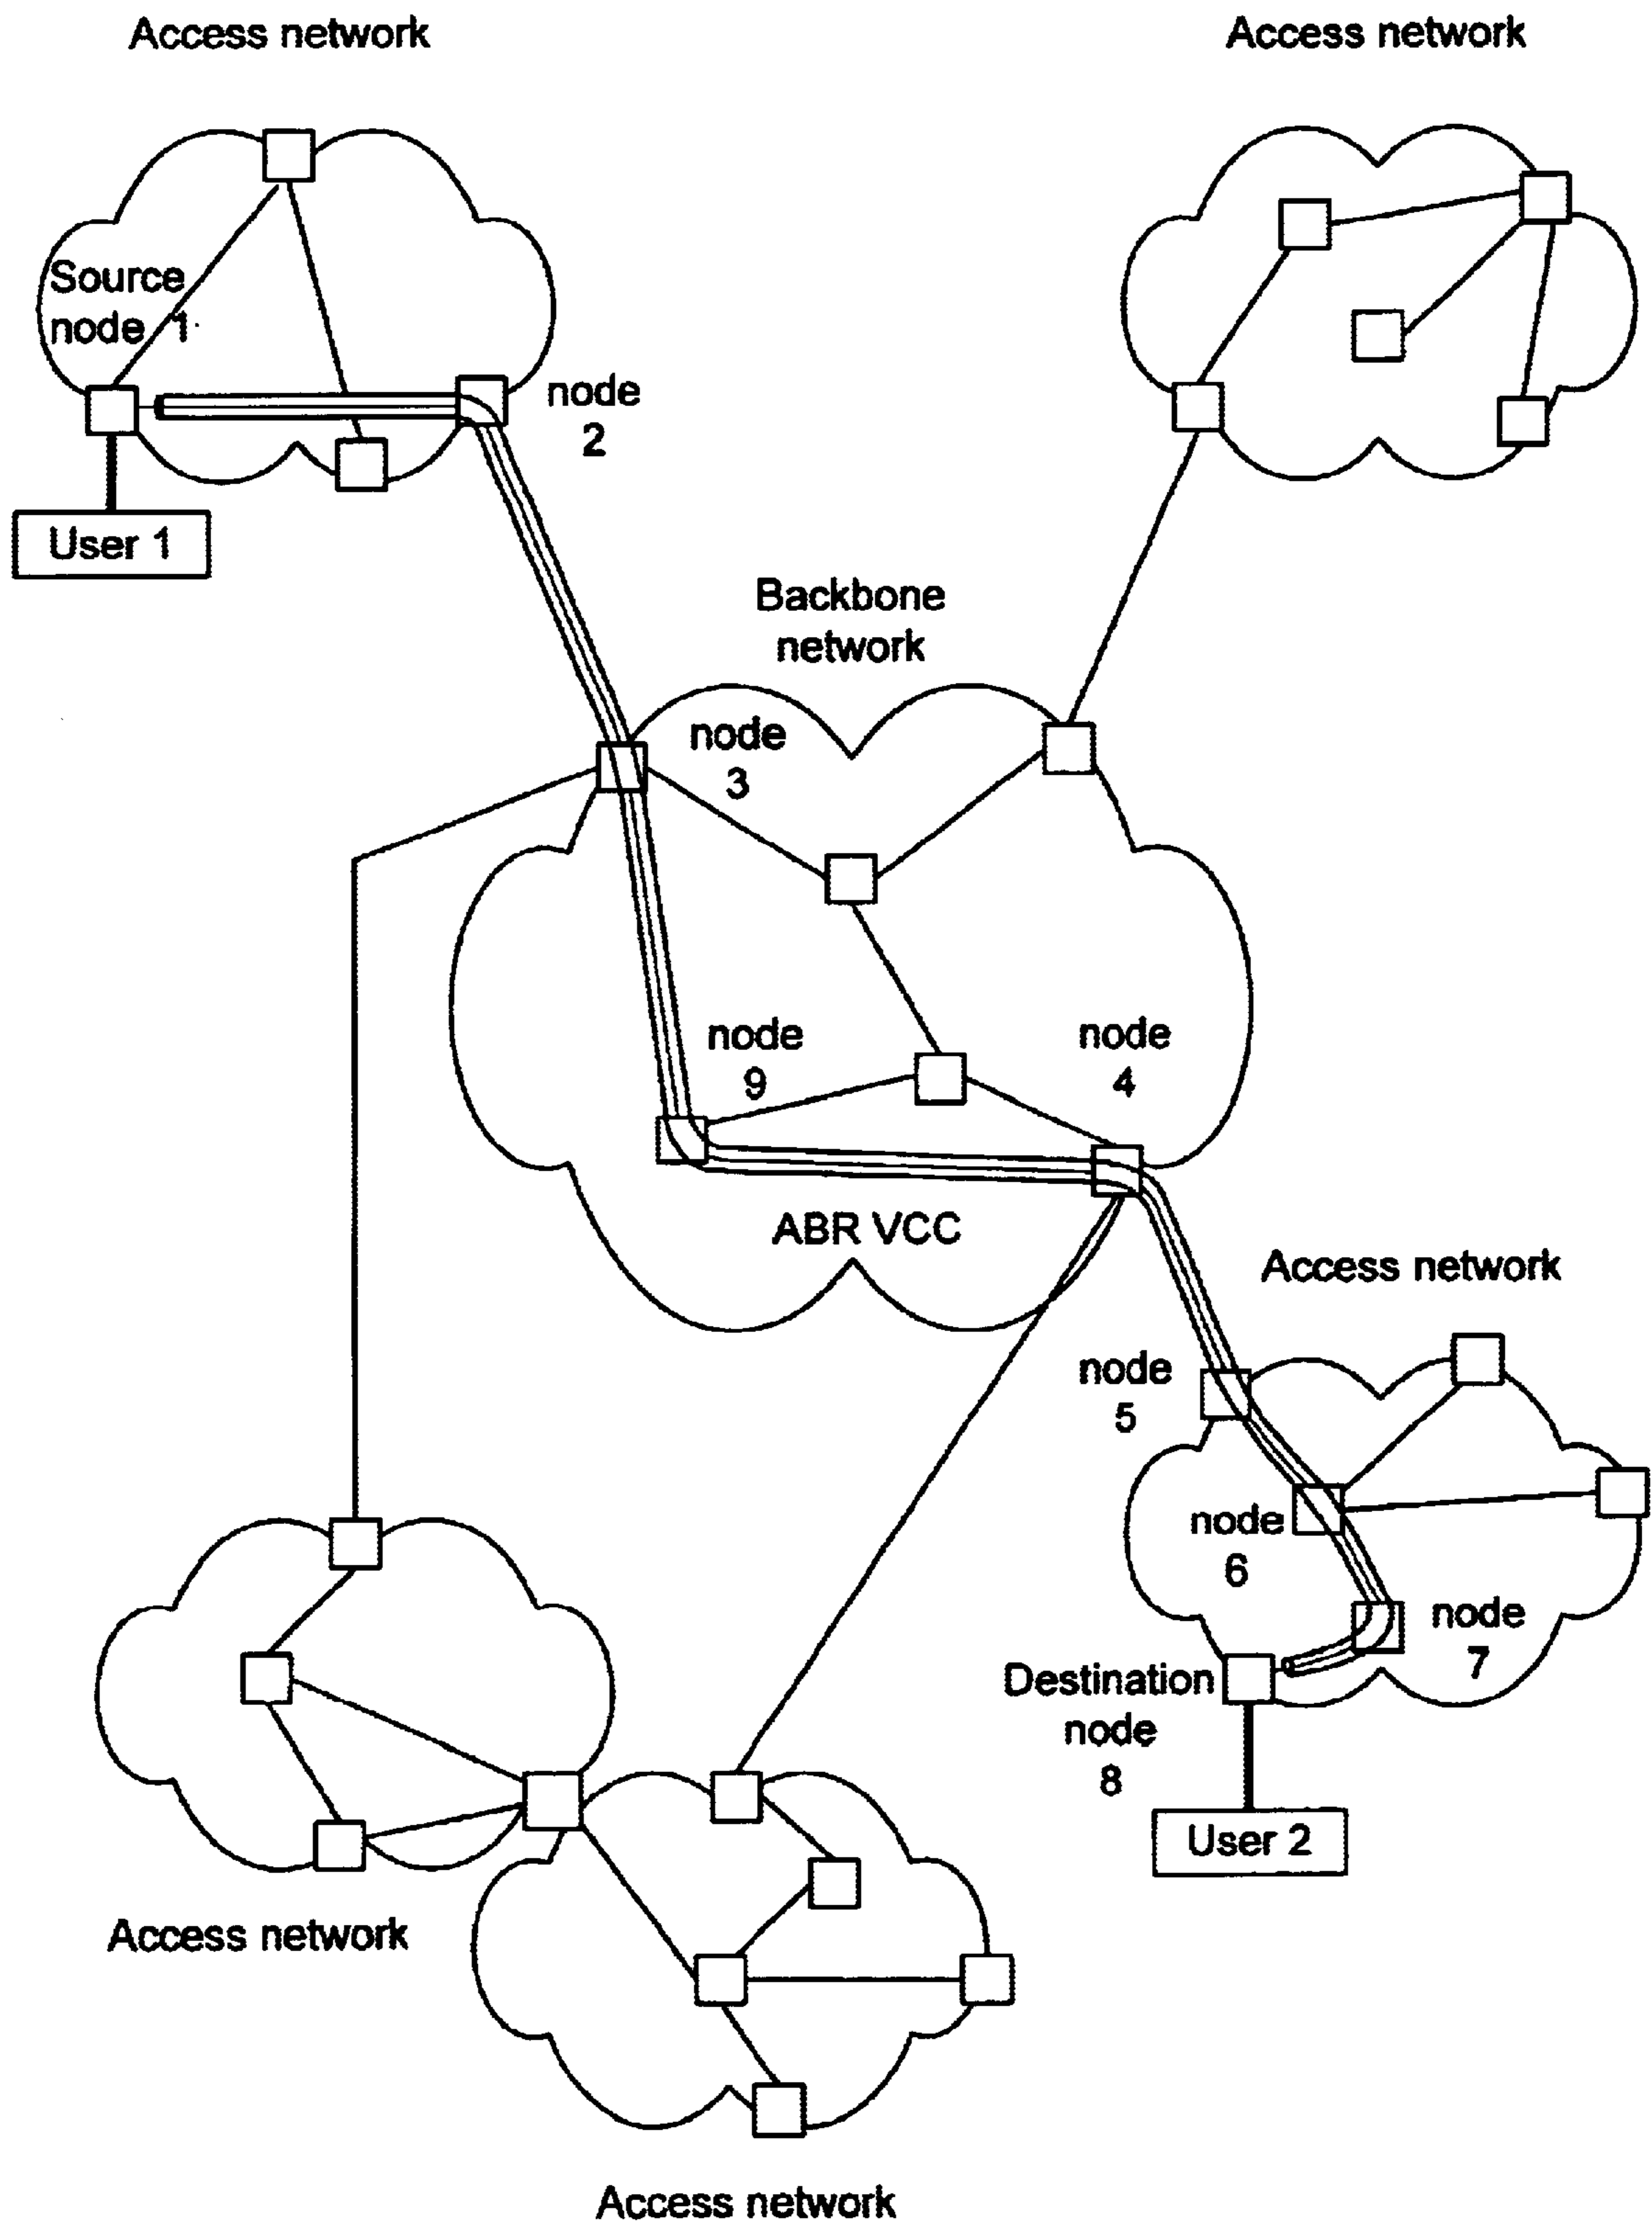 Access network
Access network
Source
node 1
node
2
User 1
Backbone
network
node
3
node
9
node
4
ABR VCC
Access network
node
5
node
6
node
7
Destination
node
8
User 2
Access network
Access network